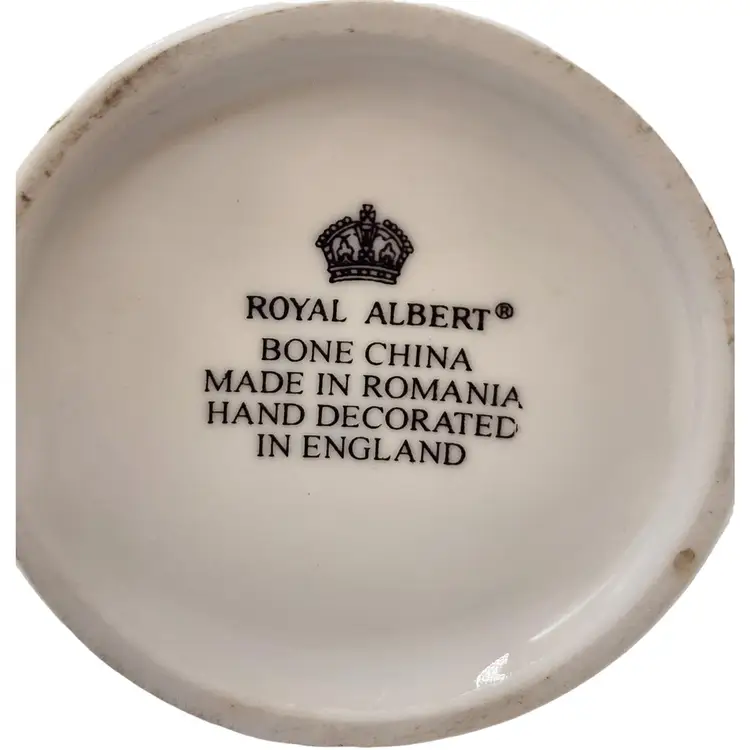 ROYAL ALBERT®
BONE CHINA
MADE IN ROMANIA
HAND DECORATED
IN ENGLAND